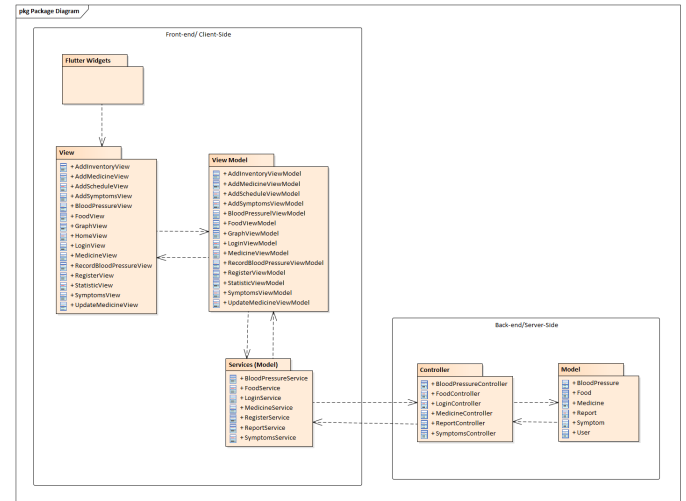 pkg Package Diagram
Front-end/ Client-Side
Flutter Widgets
View
+ AddInventoryView
+ AddMedicineView
+ AddScheduleView
+ AddSymptomsView
+ BloodPressureView
+ FoodView
+ GraphView
+ HomeView
+ LoginView
+ MedicineView
+ RecordBloodPressureView
+ RegisterView
+ StatisticView
+ SymptomsView
+ UpdateMedicineView
View Model
+ AddInventoryViewModel
+ AddMedicineViewModel
+ AddScheduleViewModel
+ AddSymptomsViewModel
+ BloodPressurelViewModel
+ FoodViewModel
+ GraphViewModel
+ LoginViewModel
+ MedicineViewModel
+ RecordBloodPressureViewModel
+ RegisterViewModel
+ StatisticViewModel
+ SymptomsViewModel
+ UpdateMedicineViewModel
Services (Model)
+ BloodPressureService
+ FoodService
+ LoginService
+ MedicineService
+ RegisterService
+ ReportService
+ SymptomsService
Back-end/Server-Side
Controller
+ BloodPressureController
+ FoodController
+ LoginController
+ MedicineController
+ ReportController
+ SymptomsController
Model
+ BloodPressure
+ Food
+ Medicine
+ Report
+ Symptom
+ User